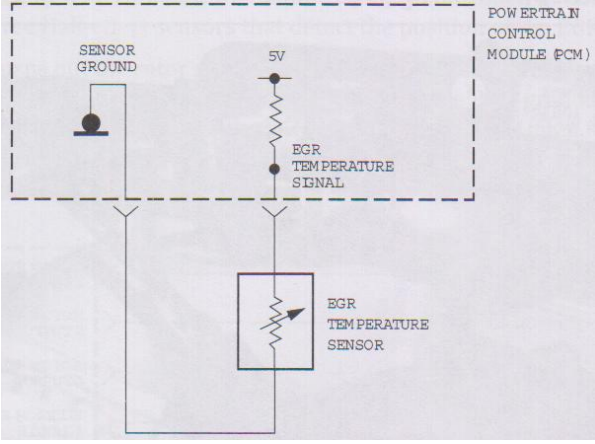 POWERTRAIN
CONTROL
MODULE (PCM)
SENSOR
GROUND
5V
EGR
TEMPERATURE
SIGNAL
EGR
TEMPERATURE
SENSOR